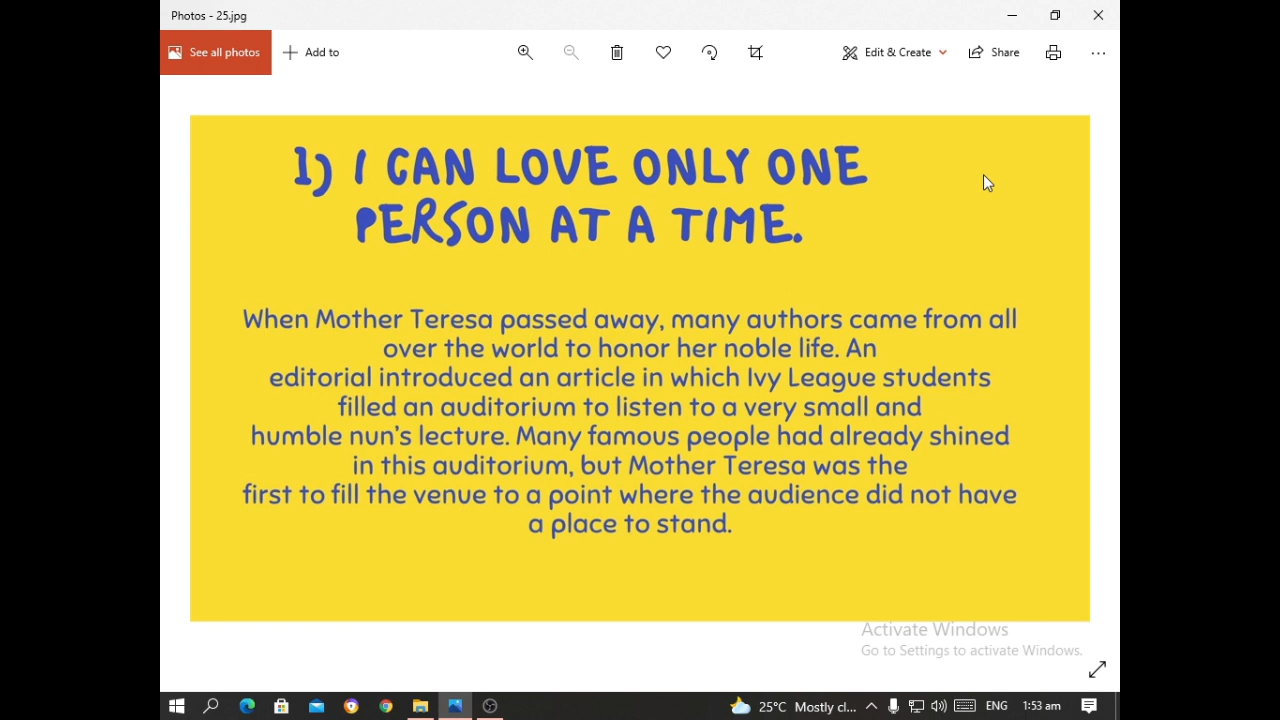 Photos - 25.jpg
See all photos
Add to
Edit & Create
Share
1) I CAN LOVE ONLY ONE
PERSON AT A TIME.
When Mother Teresa passed away, many authors came from all
over the world to honor her noble life. An
editorial introduced an article in which Ivy League students
filled an auditorium to listen to a very small and
humble nun's lecture. Many famous people had already shined
in this auditorium, but Mother Teresa was the
first to fill the venue to a point where the audience did not have
a place to stand.
Activate Windows
Go to Settings to activate Windows.
25°C Mostly cl...
ENG
1:53 am